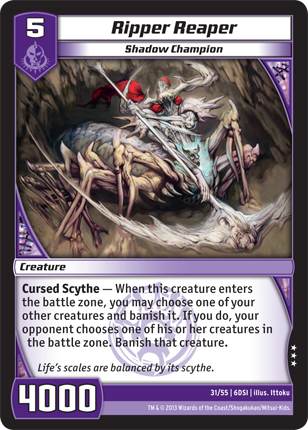 5
Ripper Reaper
Shadow Champion
Creature
Cursed Scythe — When this creature enters
the battle zone, you may choose one of your
other creatures and banish it. If you do, your
opponent chooses one of his or her creatures in
the battle zone. Banish that creature.
Life's scales are balanced by its scythe.
31/55 | 6DSI | illus. Ittoku
4000
TM & © 2013 Wizards of the Coast/Shogakukan/Mitsui-Kids.